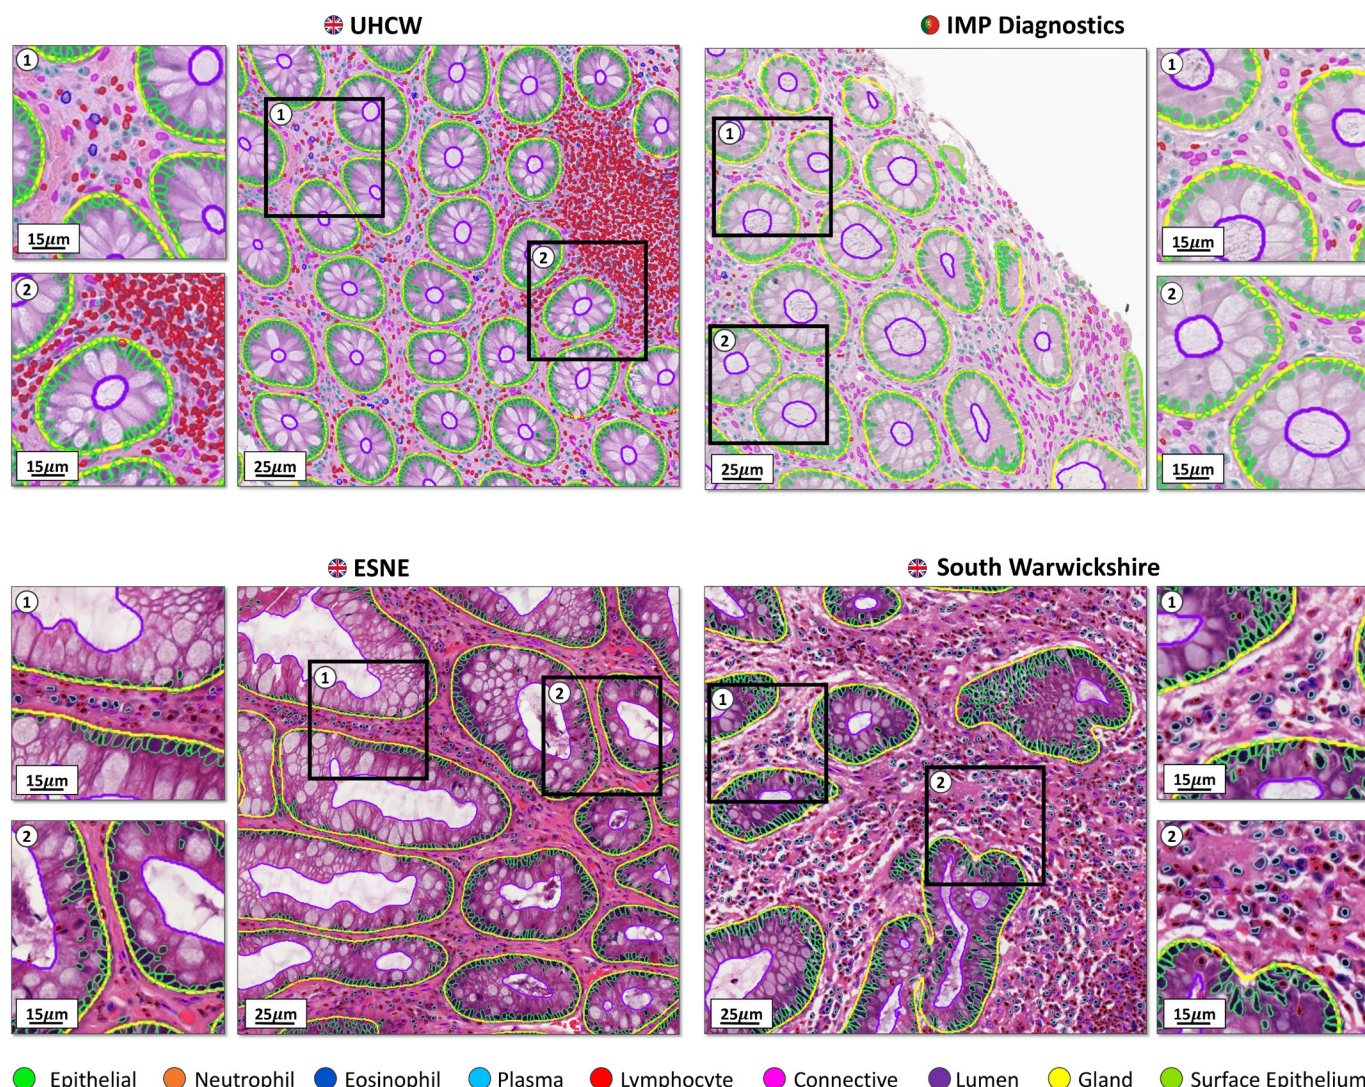 UHCW
IMP Diagnostics
1
15μm
2
15μm
1
2
25μm
1
2
25μm
1
15μm
2
15μm
ESNE
South Warwickshire
1
15μm
2
15μm
1
2
25μm
1
2
25μm
1
15μm
2
15μm
Epithelial Neutrophil Eosinophil Plasma Lymphocyte Connective Lumen Gland Surface Epithelium